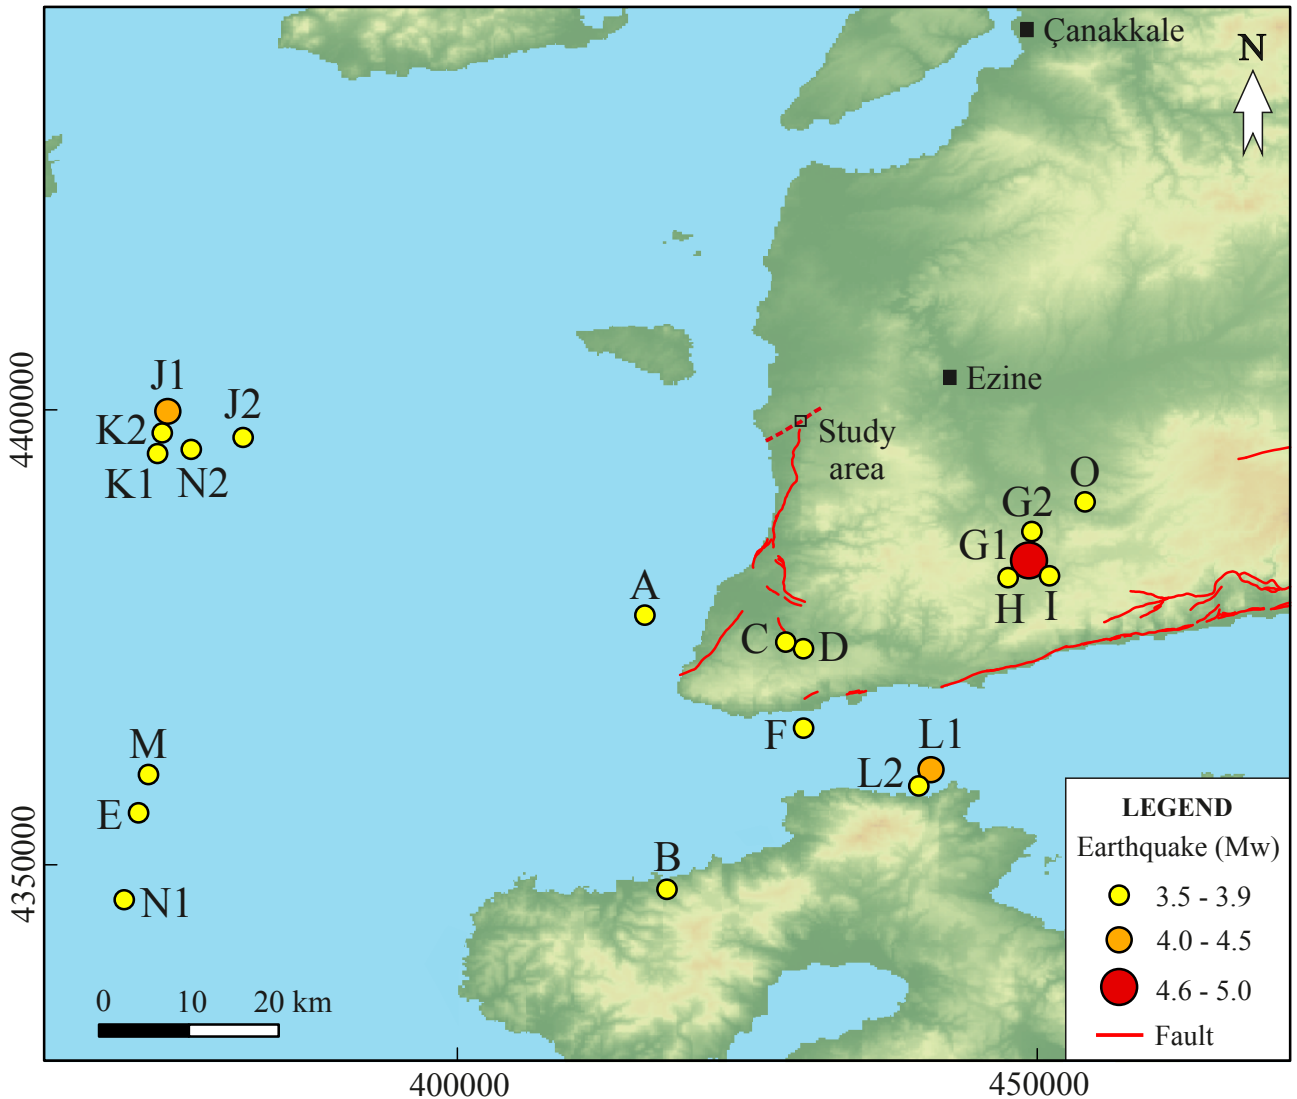 Çanakkale
N
Ezine
J1
K2
J2
K1
N2
Study
area
O
G2
G1
H
I
A
C
D
F
L1
L2
M
E
B
N1
4400000
4350000
0 10 20 km
400000
450000
LEGEND
Earthquake (Mw)
3.5 - 3.9
4.0 - 4.5
4.6 - 5.0
Fault